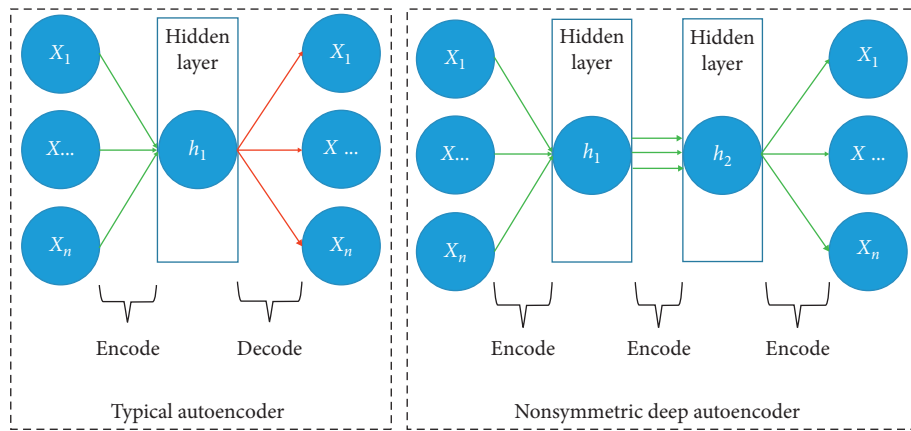 Hidden
layer
X1
X...
Xn
h1
X1
X ...
Xn
Encode
Decode
Typical autoencoder
Hidden
layer
Hidden
layer
X1
X...
Xn
h1
h2
X1
X ...
Xn
Encode
Encode
Encode
Nonsymmetric deep autoencoder